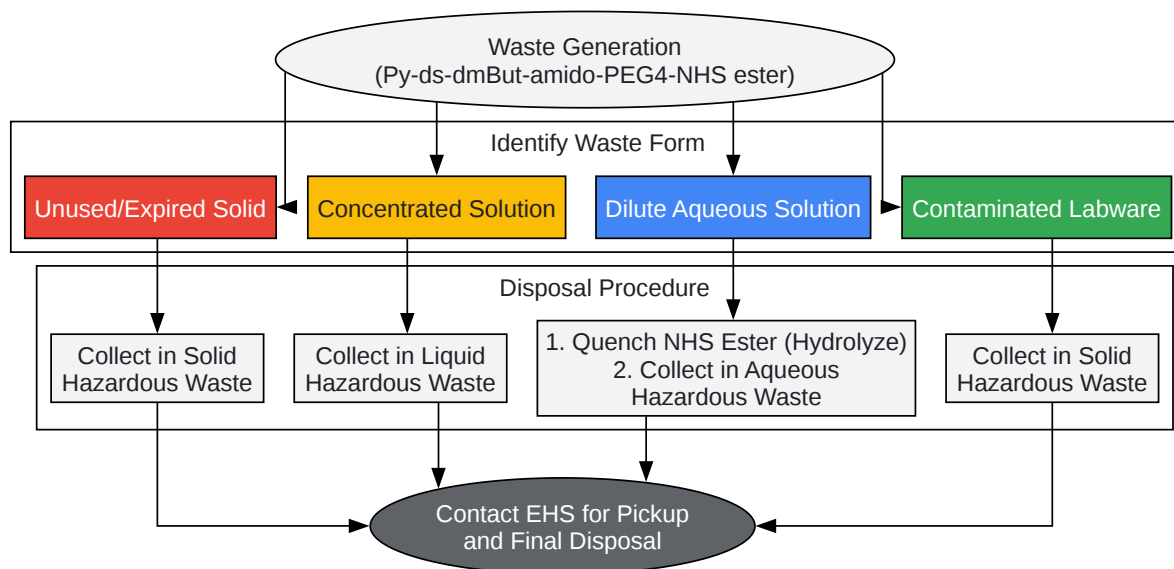 Waste Generation
(Py-ds-dmBut-amido-PEG4-NHS ester)
Identify Waste Form
Unused/Expired Solid
Concentrated Solution
Dilute Aqueous Solution
Contaminated Labware
Disposal Procedure
Collect in Solid
Hazardous Waste
Collect in Liquid
Hazardous Waste
1. Quench NHS Ester (Hydrolyze)
2. Collect in Aqueous
Hazardous Waste
Collect in Solid
Hazardous Waste
Contact EHS for Pickup
and Final Disposal